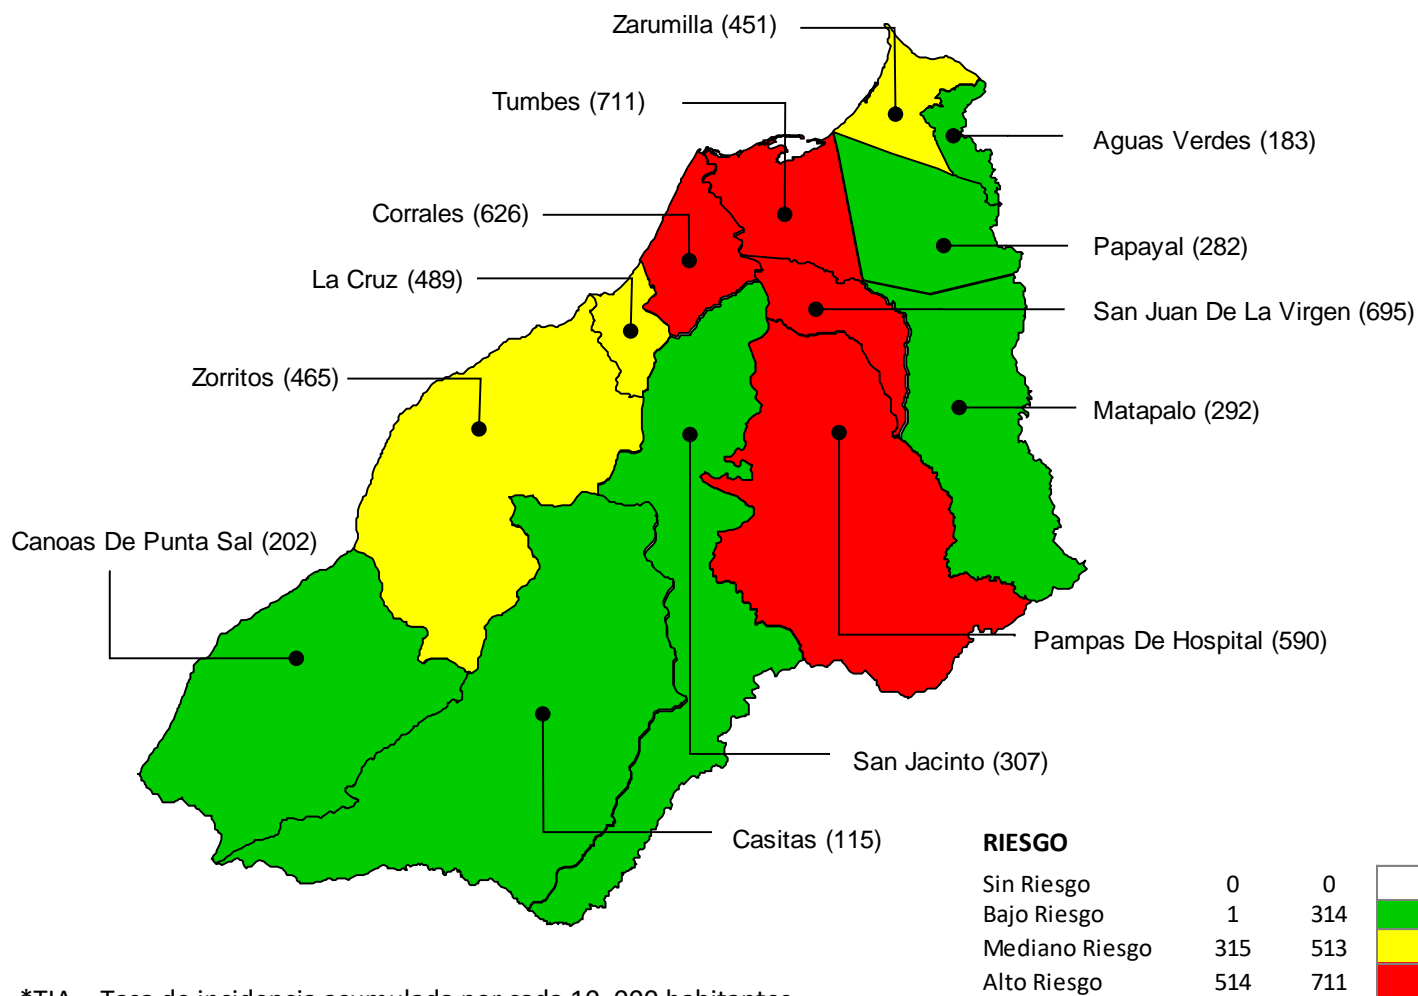 Zarumilla (451)
Tumbes (711)
Aguas Verdes (183)
Corrales (626)
Papayal (282)
La Cruz (489)
San Juan De La Virgen (695)
Zorritos (465)
Matapalo (292)
Canoas De Punta Sal (202)
Pampas De Hospital (590)
San Jacinto (307)
Casitas (115)
RIESGO
Sin Riesgo 0 0
Bajo Riesgo 1 314
Mediano Riesgo 315 513
Alto Riesgo 514 711